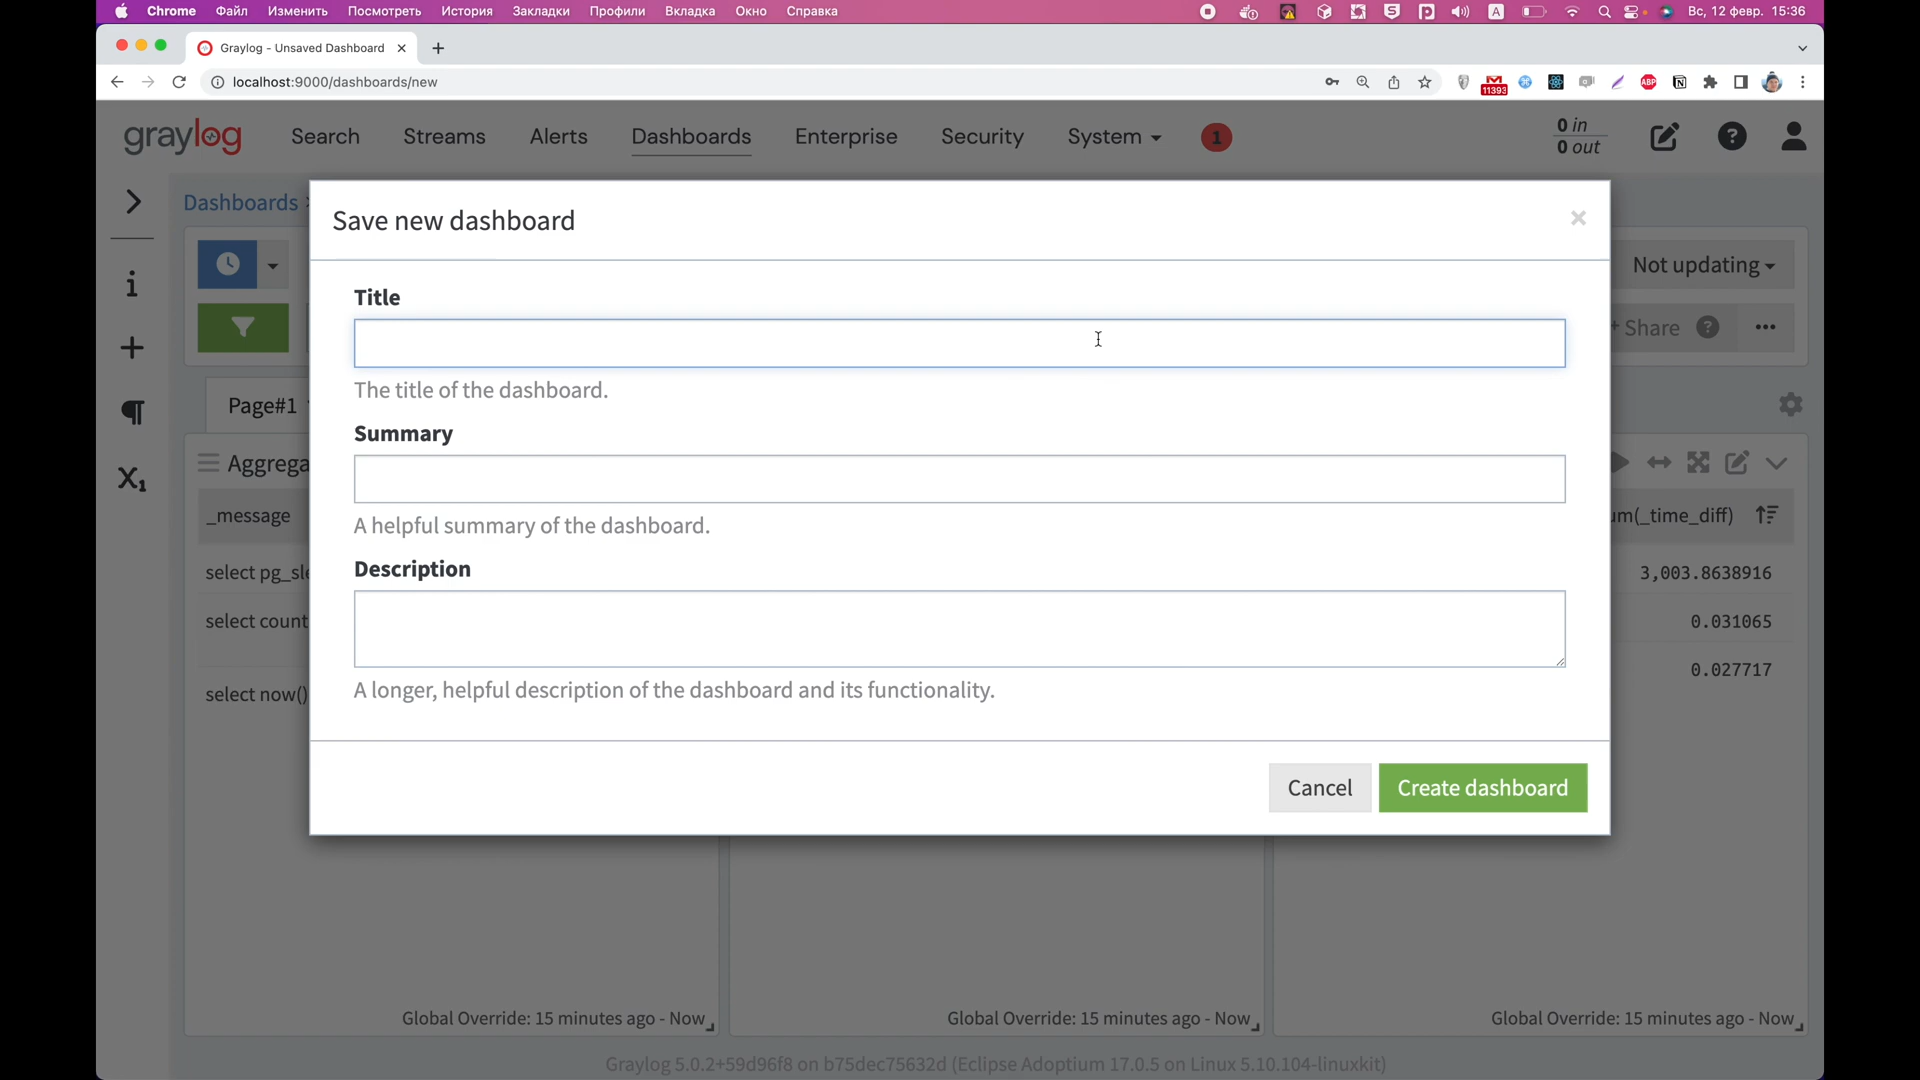 Chrome Файл Изменить Посмотреть История Закладки Профили Вкладка Окно Справка A Вс, 12 февр. 15:36
Graylog - Unsaved Dashboard
localhost:9000/dashboards/new
11393 ABP
graylog Search Streams Alerts Dashboards Enterprise Security System 1 0 in
0 out
Dashboards
Save new dashboard
Not updating
Title
Share
The title of the dashboard.
Page#1
Summary
Aggrega
_message
um(_time_diff)
A helpful summary of the dashboard.
Description
select pg_sle
3,003.8638916
select count
0.031065
0.027717
select now()
A longer, helpful description of the dashboard and its functionality.
Cancel Create dashboard
Global Override: 15 minutes ago - Now
Global Override: 15 minutes ago - Now
Global Override: 15 minutes ago - Now
Graylog 5.0.2+59d96f8 on b75dec75632d (Eclipse Adoptium 17.0.5 on Linux 5.10.104-linuxkit)